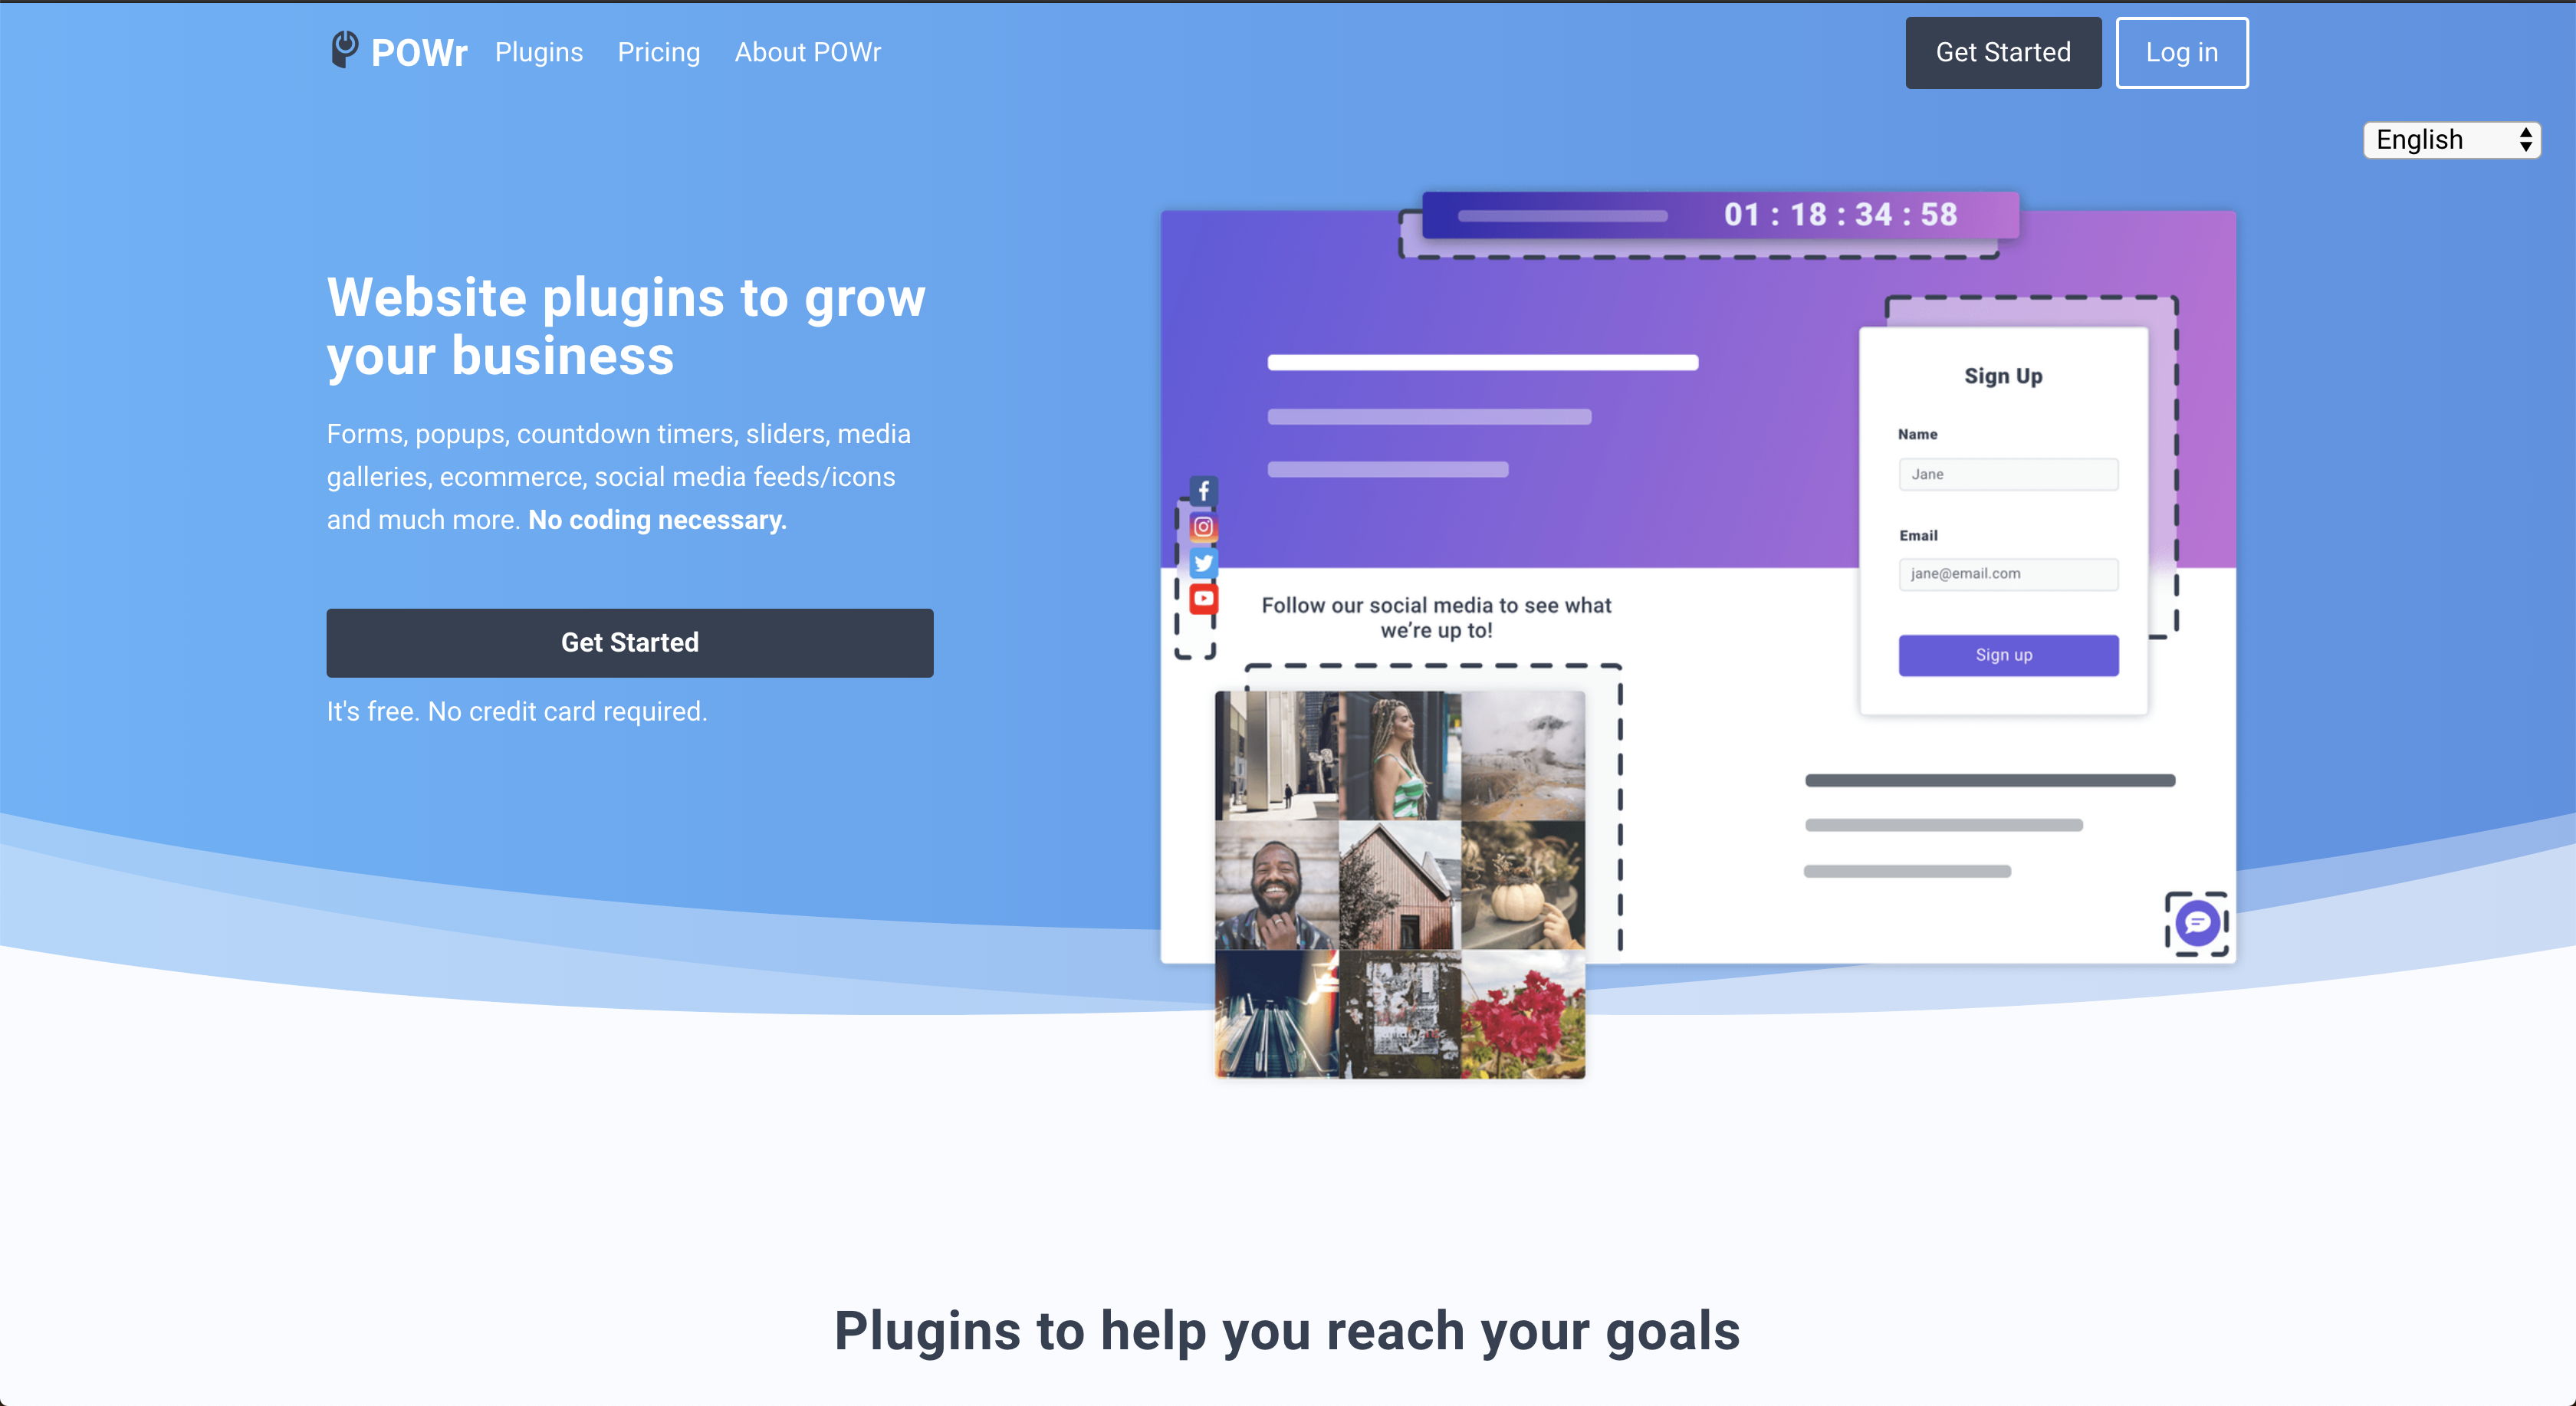 POWr
Plugins
Pricing
About POWr
Get Started
Log in
English
Website plugins to grow
your business
Forms, popups, countdown timers, sliders, media
galleries, ecommerce, social media feeds/icons
and much more. No coding necessary.
Get Started
It's free. No credit card required.
01 : 18 : 34 : 58
Sign Up
Name
Jane
Email
jane@email.com
Sign up
Follow our social media to see what
we’re up to!
Plugins to help you reach your goals